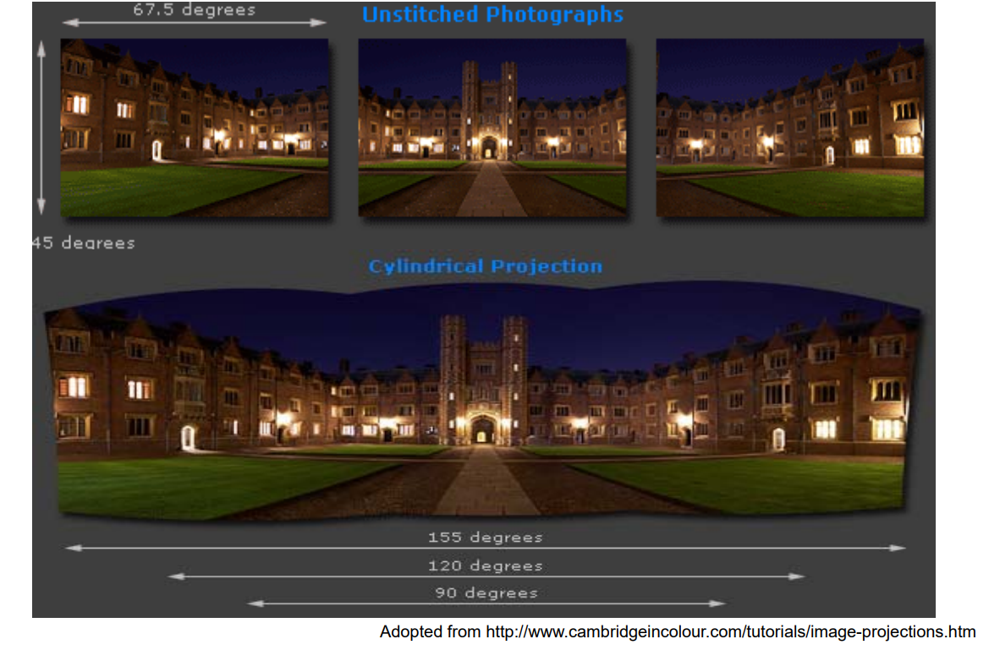 67.5 degrees
Unstitched Photographs
45 degrees
Cylindrical Projection
155 degrees
120 degrees
90 degrees
Adopted from http://www.cambridgeincolour.com/tutorials/image-projections.htm